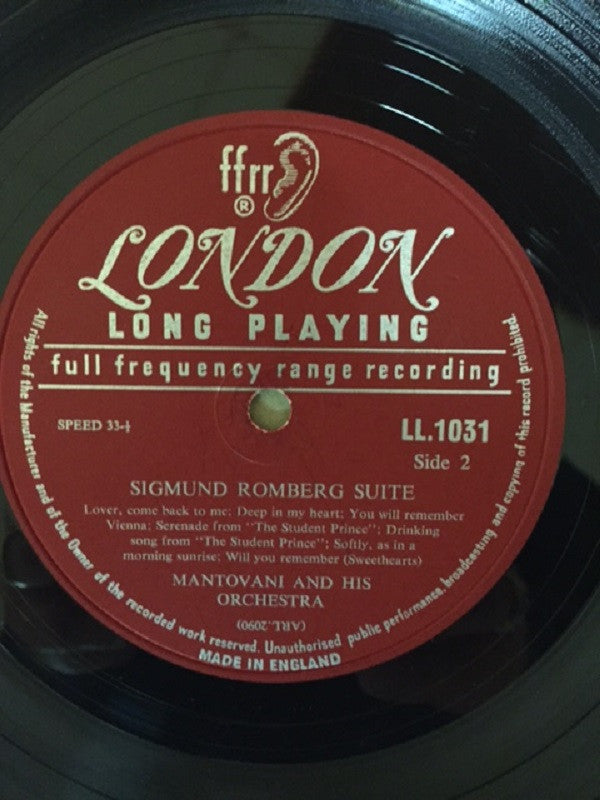 ffrr
®
LONDON
LONG PLAYING
full frequency range recording
SPEED 33-⅓
LL.1031
Side 2
SIGMUND ROMBERG SUITE
Lover, come back to me; Deep in my heart; You will remember
Vienna; Serenade from "The Student Prince"; Drinking
song from "The Student Prince"; Softly, as in a
morning sunrise; Will you remember (Sweethearts)
MANTOVANI AND HIS
ORCHESTRA
(ARL.2090)
All rights of the Manufacturer and of the Owner of the recorded work reserved. Unauthorised public performance, broadcasting and copying of this record prohibited.
MADE IN ENGLAND